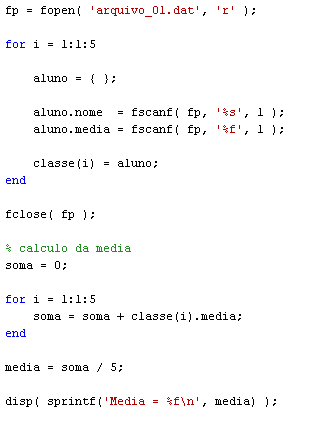 fp = fopen( 'arquivo_01.dat', 'r' );
for i = 1:1:5
aluno = { };
aluno.nome  = fscanf( fp, '%s', 1 );
aluno.media = fscanf( fp, '%f', 1 );
classe(i) = aluno;
end
fclose( fp );
% calculo da media
soma = 0;
for i = 1:1:5
soma = soma + classe(i).media;
end
media = soma / 5;
disp( sprintf('Media = %f\n', media) );